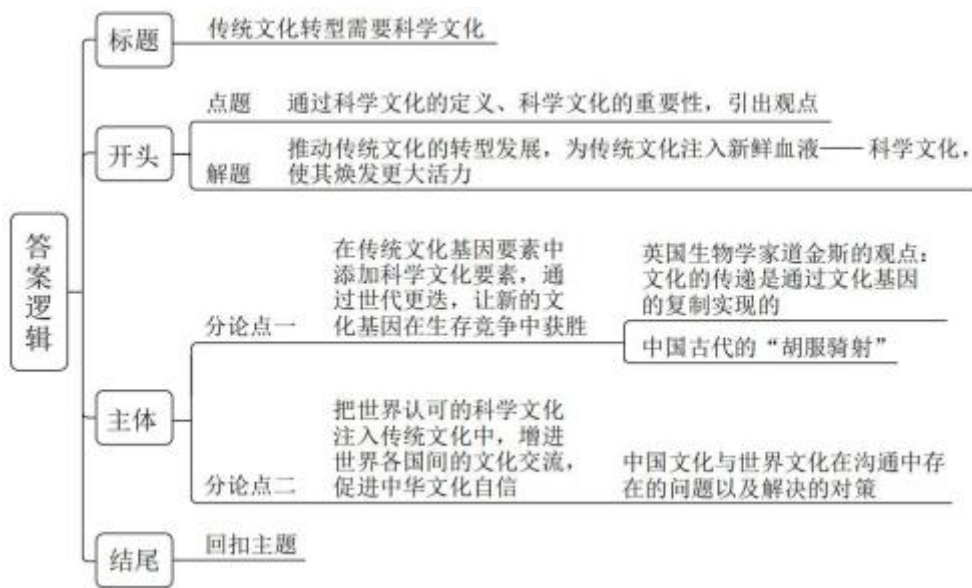 答案逻辑
标题
传统文化转型需要科学文化
开头
点题
通过科学文化的定义、科学文化的重要性，引出观点
解题
推动传统文化的转型发展，为传统文化注入新鲜血液——科学文化，
使其焕发更大活力
主体
分论点一
在传统文化基因要素中
添加科学文化要素，通
过世代更迭，让新的文
化基因在生存竞争中获胜
英国生物学家道金斯的观点：
文化的传递是通过文化基因
的复制实现的
中国古代的“胡服骑射”
分论点二
把世界认可的科学文化
注入传统文化中，增进
世界各国间的文化交流，
促进中华文化自信
中国文化与世界文化在沟通中存
在的问题以及解决的对策
结尾
回扣主题